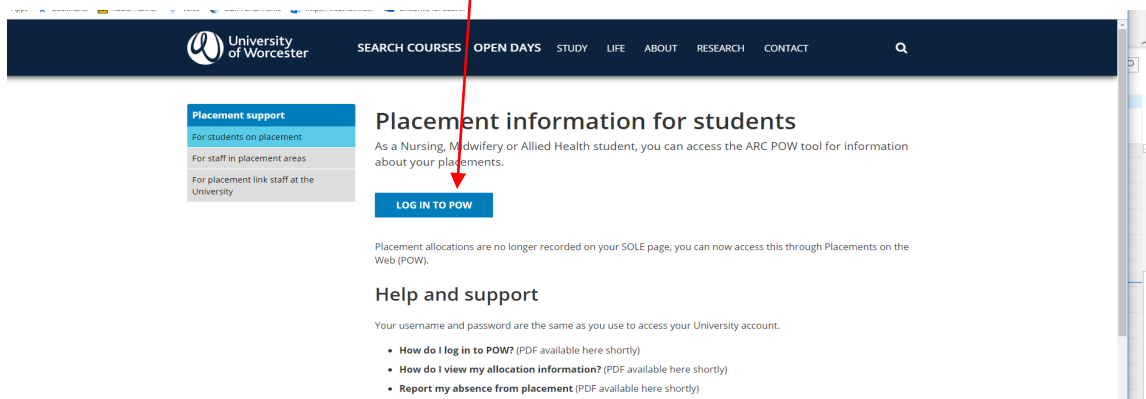 University
of Worcester
SEARCH COURSES OPEN DAYS STUDY LIFE ABOUT RESEARCH CONTACT
Placement support
For students on placement
For staff in placement areas
For placement link staff at the
University
Placement information for students
As a Nursing, Midwifery or Allied Health student, you can access the ARC POW tool for information
about your placements.
LOG IN TO POW
Placement allocations are no longer recorded on your SOLE page, you can now access this through Placements on the
Web (POW).
Help and support
Your username and password are the same as you use to access your University account.
• How do I log in to POW? (PDF available here shortly)
• How do I view my allocation information? (PDF available here shortly)
• Report my absence from placement (PDF available here shortly)